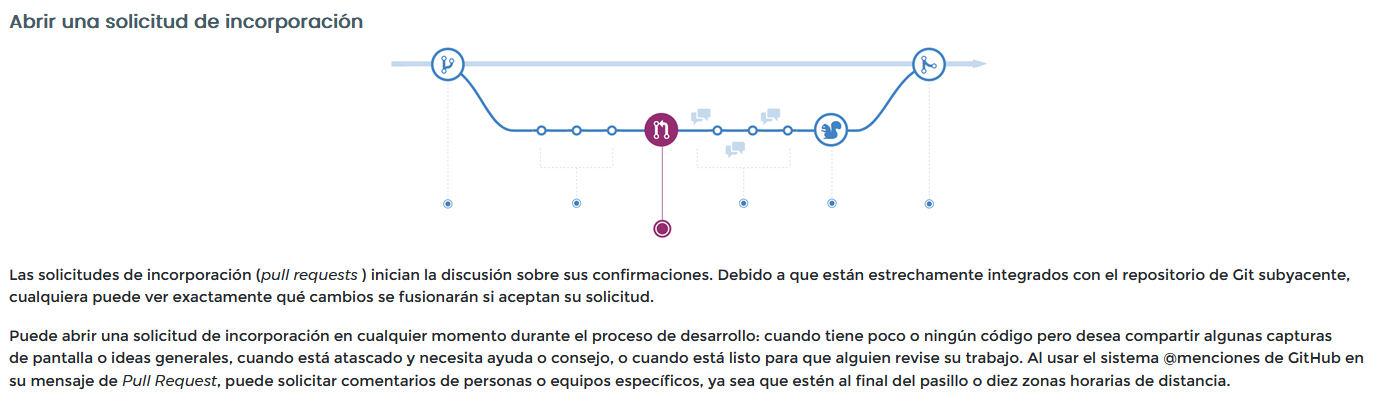 Abrir una solicitud de incorporación
Las solicitudes de incorporación (pull requests ) inician la discusión sobre sus confirmaciones. Debido a que están estrechamente integrados con el repositorio de Git subyacente,
cualquiera puede ver exactamente qué cambios se fusionarán si aceptan su solicitud.
Puede abrir una solicitud de incorporación en cualquier momento durante el proceso de desarrollo: cuando tiene poco o ningún código pero desea compartir algunas capturas
de pantalla o ideas generales, cuando está atascado y necesita ayuda o consejo, o cuando está listo para que alguien revise su trabajo. Al usar el sistema @menciones de GitHub en
su mensaje de Pull Request, puede solicitar comentarios de personas o equipos específicos, ya sea que estén al final del pasillo o diez zonas horarias de distancia.